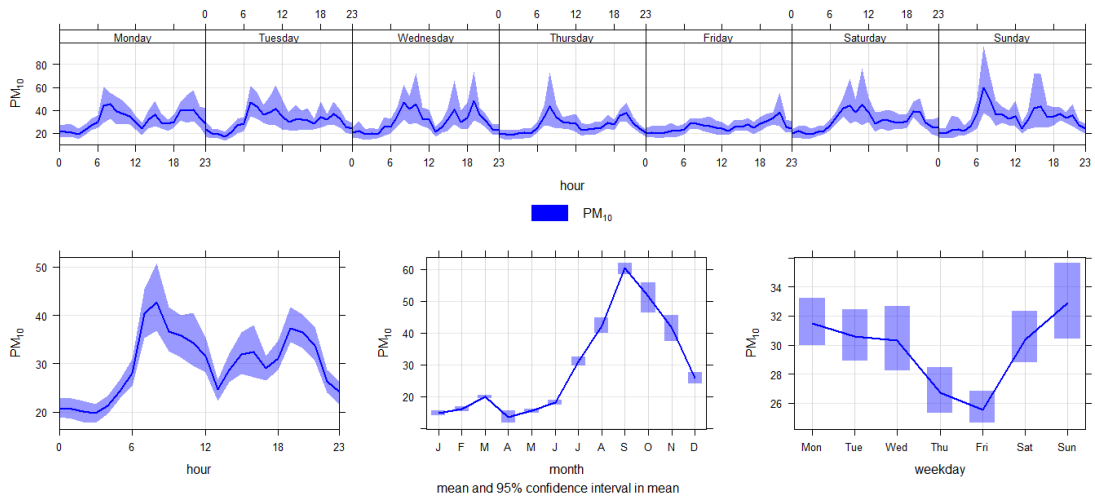 0 6 12 18 23 0 6 12 18 23 0 6 12 18 23
Monday Tuesday Wednesday Thursday Friday Saturday Sunday
80
60
40
20
PM10
0 6 12 18 23 0 6 12 18 23 0 6 12 18 23 0 6 12 18 23
hour
PM10
50
40
30
20
PM10
0 6 12 18 23
hour
60
50
40
30
20
PM10
J F M A M J J A S O N D
month
36
34
32
30
28
26
PM10
Mon Tue Wed Thu Fri Sat Sun
weekday
mean and 95% confidence interval in mean